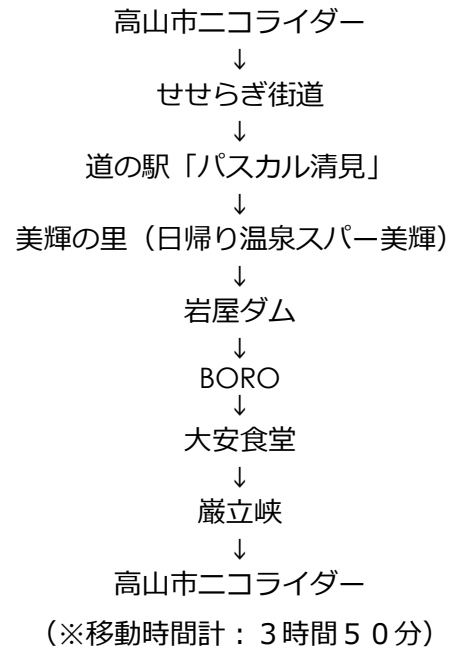 高山市ニコライダー
↓
せせらぎ街道
↓
道の駅「パスカル清見」
↓
美輝の里（日帰り温泉スパー美輝）
↓
岩屋ダム
↓
BORO
↓
大安食堂
↓
巌立峡
↓
高山市ニコライダー
（※移動時間計：３時間５０分）